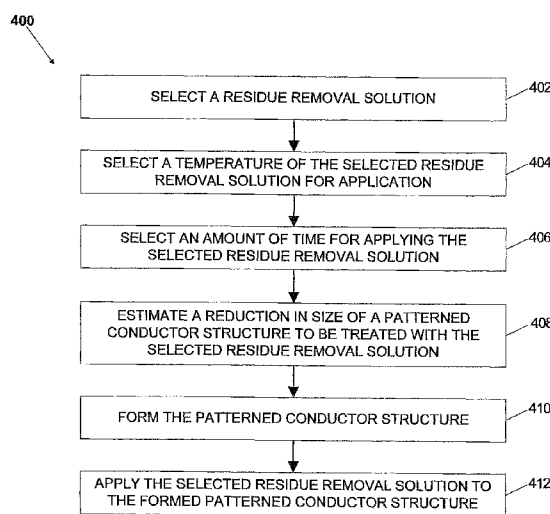 400
SELECT A RESIDUE REMOVAL SOLUTION
402
SELECT A TEMPERATURE OF THE SELECTED RESIDUE
REMOVAL SOLUTION FOR APPLICATION
404
SELECT AN AMOUNT OF TIME FOR APPLYING THE
SELECTED RESIDUE REMOVAL SOLUTION
406
ESTIMATE A REDUCTION IN SIZE OF A PATTERNED
CONDUCTOR STRUCTURE TO BE TREATED WITH THE
SELECTED RESIDUE REMOVAL SOLUTION
408
FORM THE PATTERNED CONDUCTOR STRUCTURE
410
APPLY THE SELECTED RESIDUE REMOVAL SOLUTION TO
THE FORMED PATTERNED CONDUCTOR STRUCTURE
412